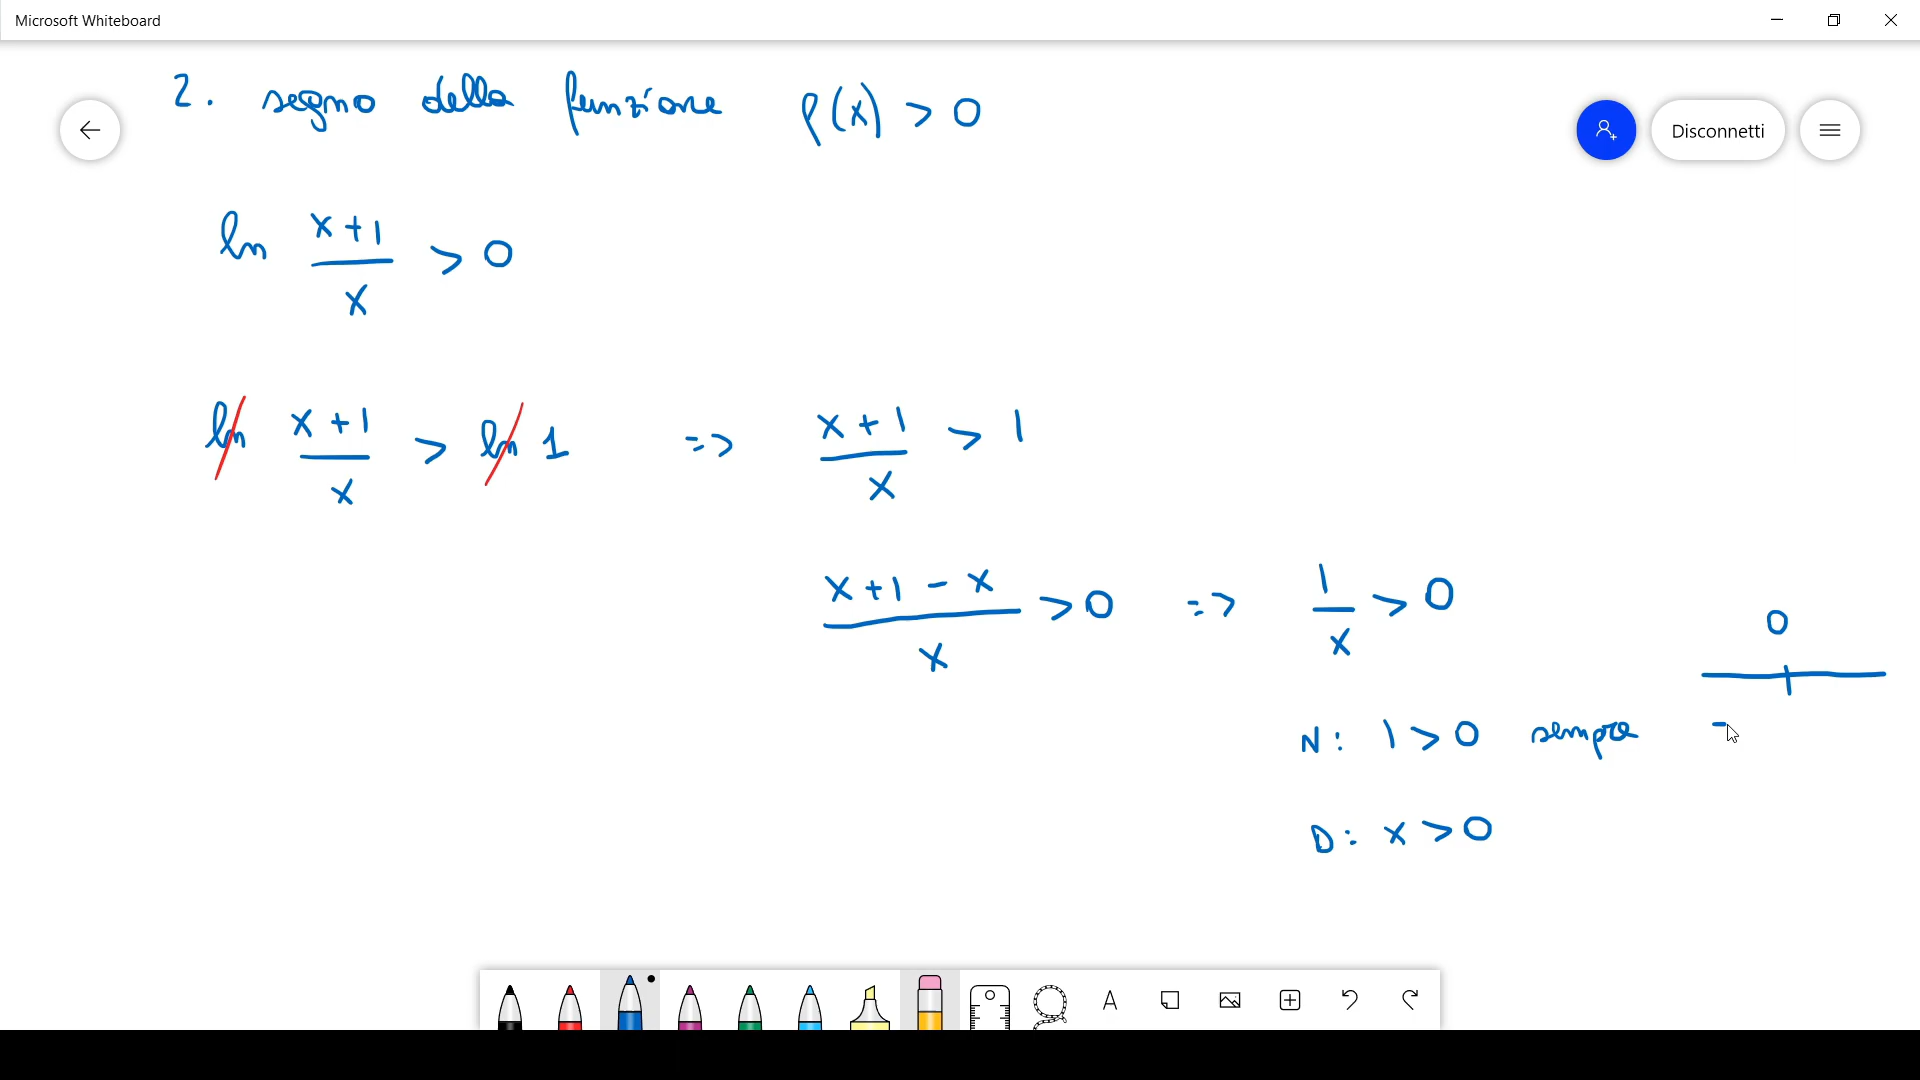 Microsoft Whiteboard
2. segno della funzione f(x) > 0
Disconnetti
ln (x+1)/x > 0
ln (x+1)/x > ln 1 => (x+1)/x > 1
(x+1-x)/x > 0 => 1/x > 0
0
N: 1 > 0 sempre -
D: x > 0
A